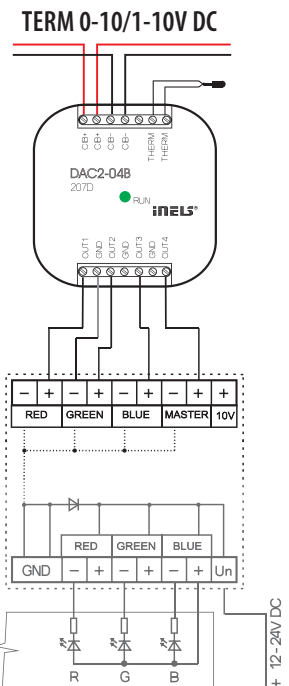 TERM 0-10/1-10V DC
CB+ CB+ CB- CB- THERM THERM
DAC2-04B
207D
RUN
iNELS
OUT1 GND OUT2 GND OUT3 GND OUT4
− + − + − + − + +
RED GREEN BLUE MASTER 10V
RED GREEN BLUE
GND − + − + − + Un
R G B
+ 12 - 24V DC